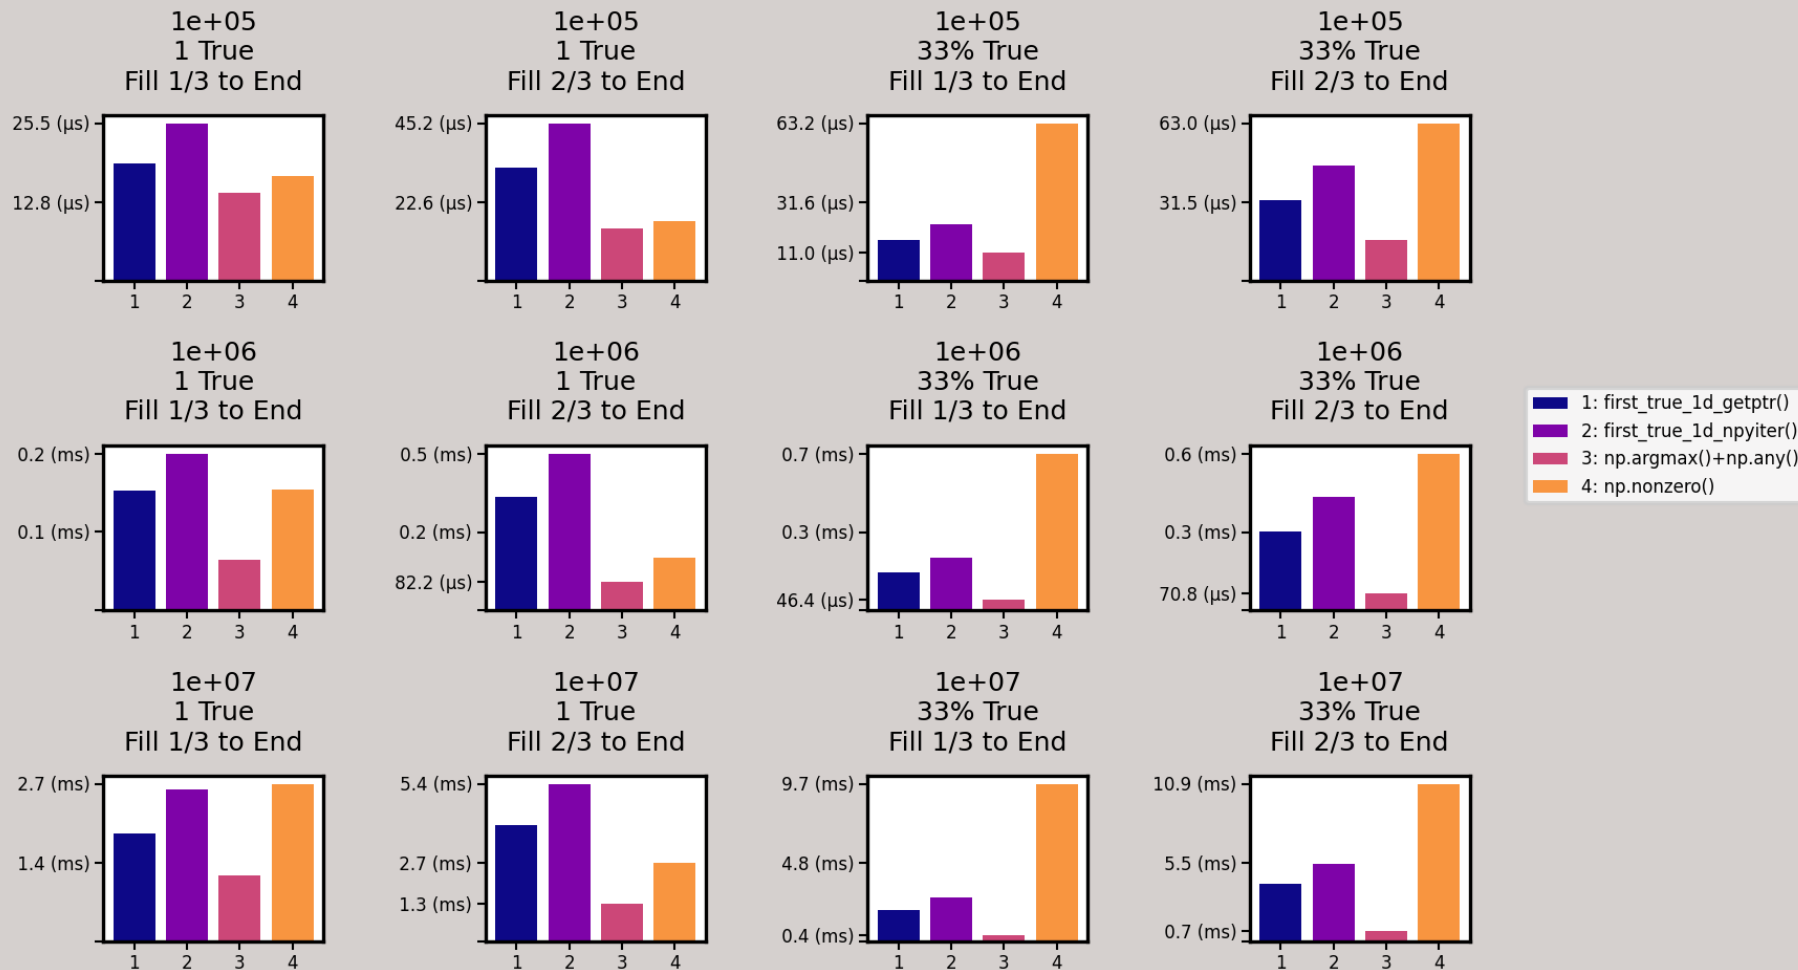 1e+05
1 True
Fill 1/3 to End
25.5 (µs)
12.8 (µs)
1 2 3 4
1e+05
1 True
Fill 2/3 to End
45.2 (µs)
22.6 (µs)
1 2 3 4
1e+05
33% True
Fill 1/3 to End
63.2 (µs)
31.6 (µs)
11.0 (µs)
1 2 3 4
1e+05
33% True
Fill 2/3 to End
63.0 (µs)
31.5 (µs)
1 2 3 4
1e+06
1 True
Fill 1/3 to End
0.2 (ms)
0.1 (ms)
1 2 3 4
1e+06
1 True
Fill 2/3 to End
0.5 (ms)
0.2 (ms)
82.2 (µs)
1 2 3 4
1e+06
33% True
Fill 1/3 to End
0.7 (ms)
0.3 (ms)
46.4 (µs)
1 2 3 4
1e+06
33% True
Fill 2/3 to End
0.6 (ms)
0.3 (ms)
70.8 (µs)
1 2 3 4
1: first_true_1d_getptr()
2: first_true_1d_npyiter()
3: np.argmax()+np.any()
4: np.nonzero()
1e+07
1 True
Fill 1/3 to End
2.7 (ms)
1.4 (ms)
1 2 3 4
1e+07
1 True
Fill 2/3 to End
5.4 (ms)
2.7 (ms)
1.3 (ms)
1 2 3 4
1e+07
33% True
Fill 1/3 to End
9.7 (ms)
4.8 (ms)
0.4 (ms)
1 2 3 4
1e+07
33% True
Fill 2/3 to End
10.9 (ms)
5.5 (ms)
0.7 (ms)
1 2 3 4